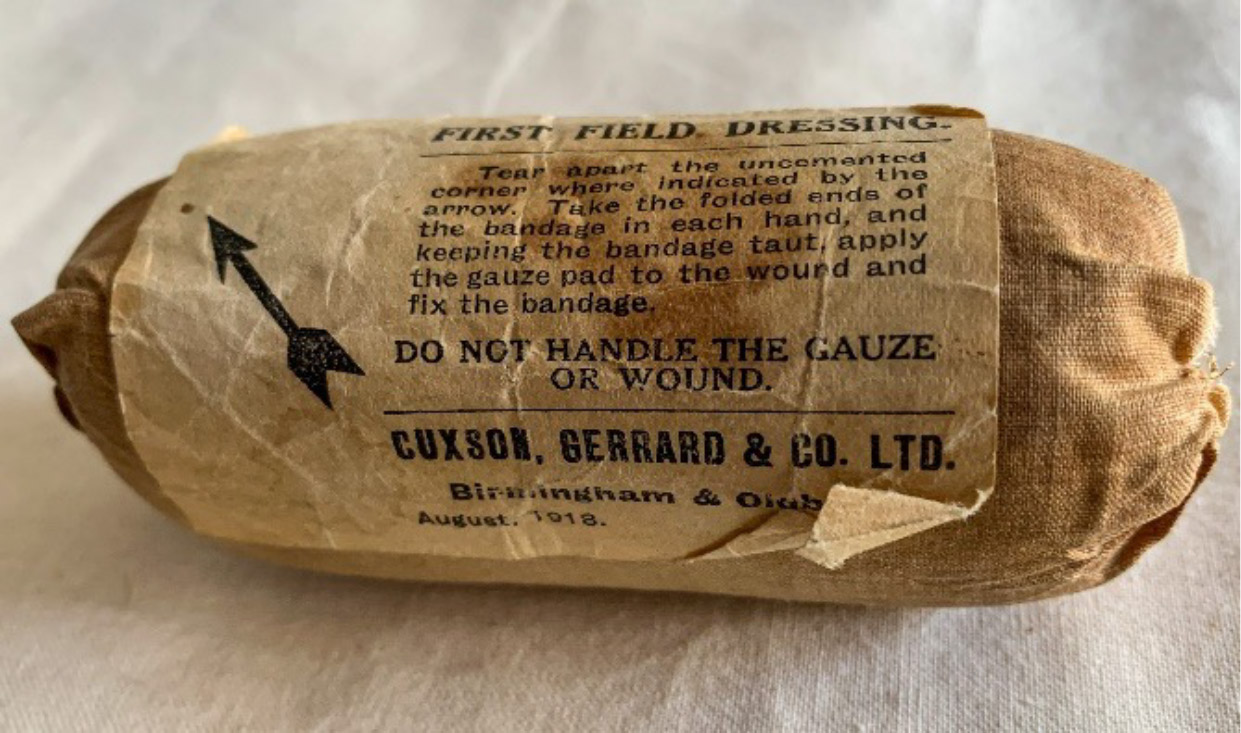 FIRST FIELD DRESSING.
Tear apart the uncemented
corner where indicated by the
arrow. Take the folded ends of
the bandage in each hand, and
keeping the bandage taut, apply
the gauze pad to the wound and
fix the bandage.
DO NOT HANDLE THE GAUZE
OR WOUND.
CUXSON, GERRARD & CO. LTD.
Birmingham &
August, 1918.